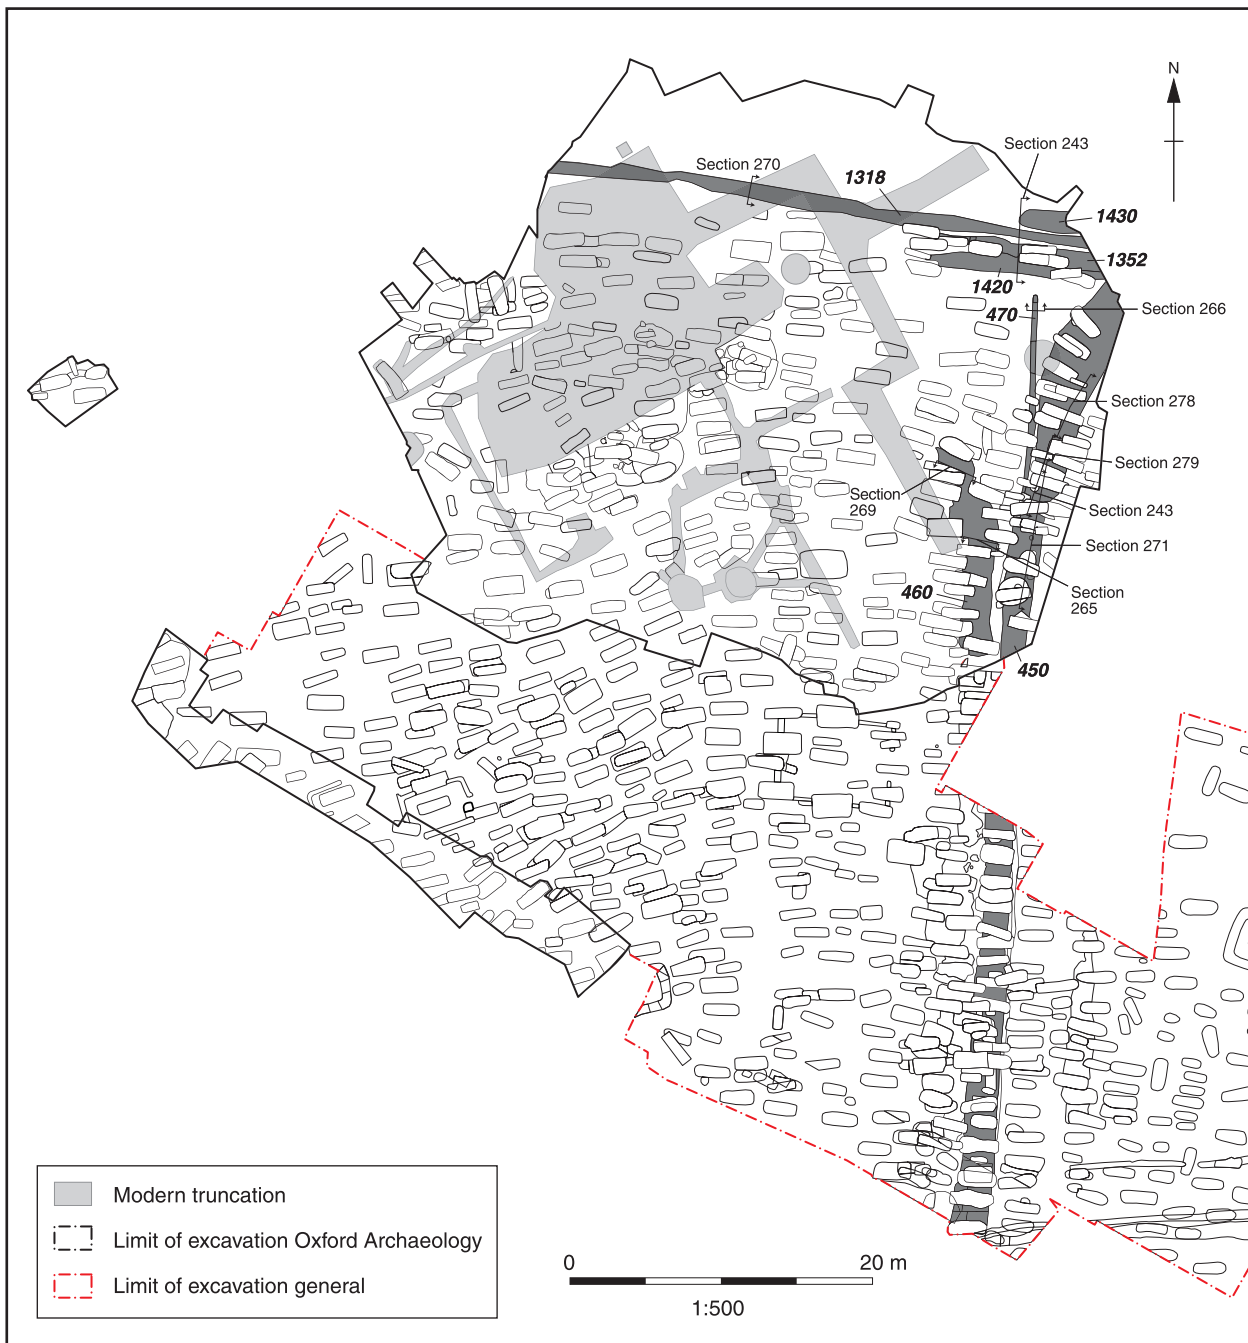 N
Section 243
Section 270
1318
1430
1352
1420
470
Section 266
Section 278
Section 279
Section
269
Section 243
Section 271
460
Section
265
450
Modern truncation
Limit of excavation Oxford Archaeology
Limit of excavation general
0 20 m
1:500